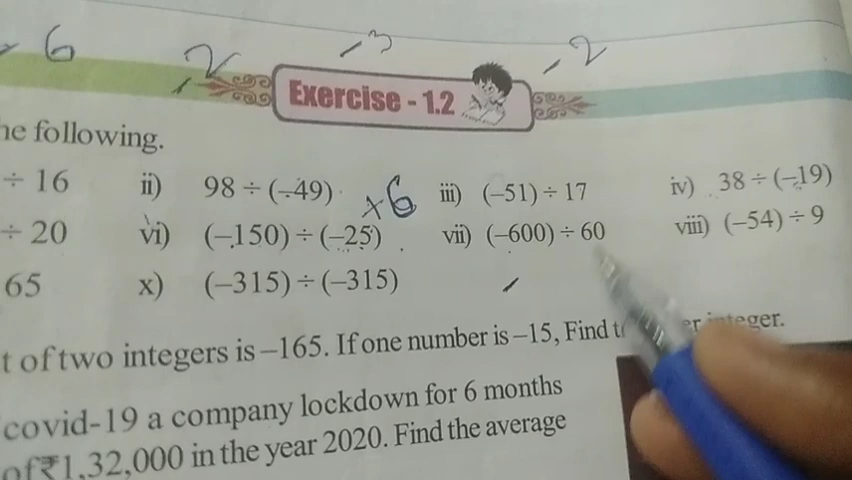 6 -2 -3 -2
Exercise - 1.2
he following.
÷ 16 ii) 98 ÷ (–49) iii) (–51) ÷ 17 iv) 38 ÷ (–19)
+6
÷ 20 vi) (–150) ÷ (–25) vii) (–600) ÷ 60 viii) (–54) ÷ 9
65 x) (–315) ÷ (–315) -
t of two integers is –165. If one number is –15, Find er integer.
covid-19 a company lockdown for 6 months
of ₹1,32,000 in the year 2020. Find the average